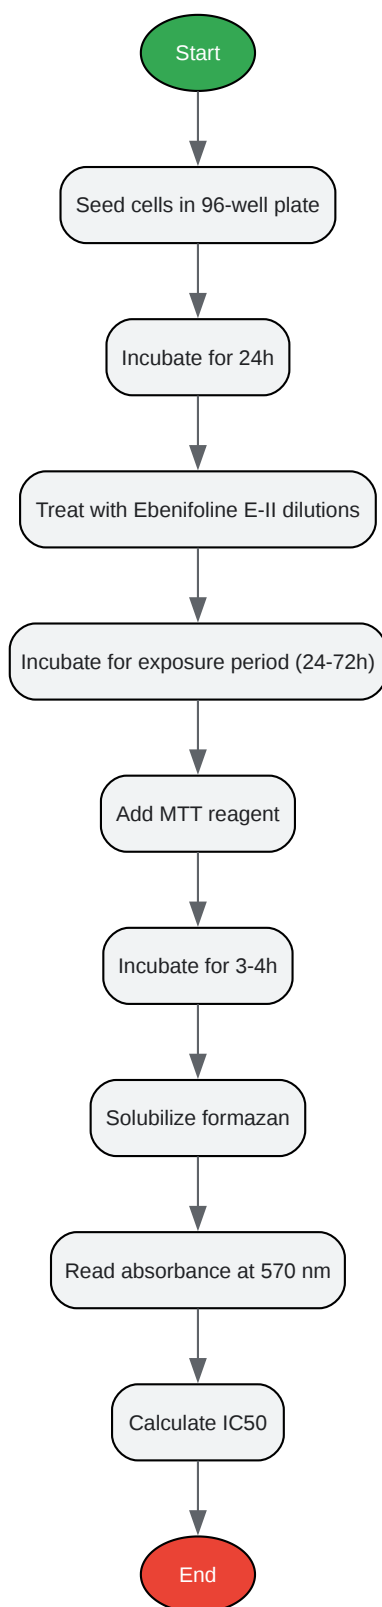 Start
Seed cells in 96-well plate
Incubate for 24h
Treat with Ebenifoline E-II dilutions
Incubate for exposure period (24-72h)
Add MTT reagent
Incubate for 3-4h
Solubilize formazan
Read absorbance at 570 nm
Calculate IC50
End